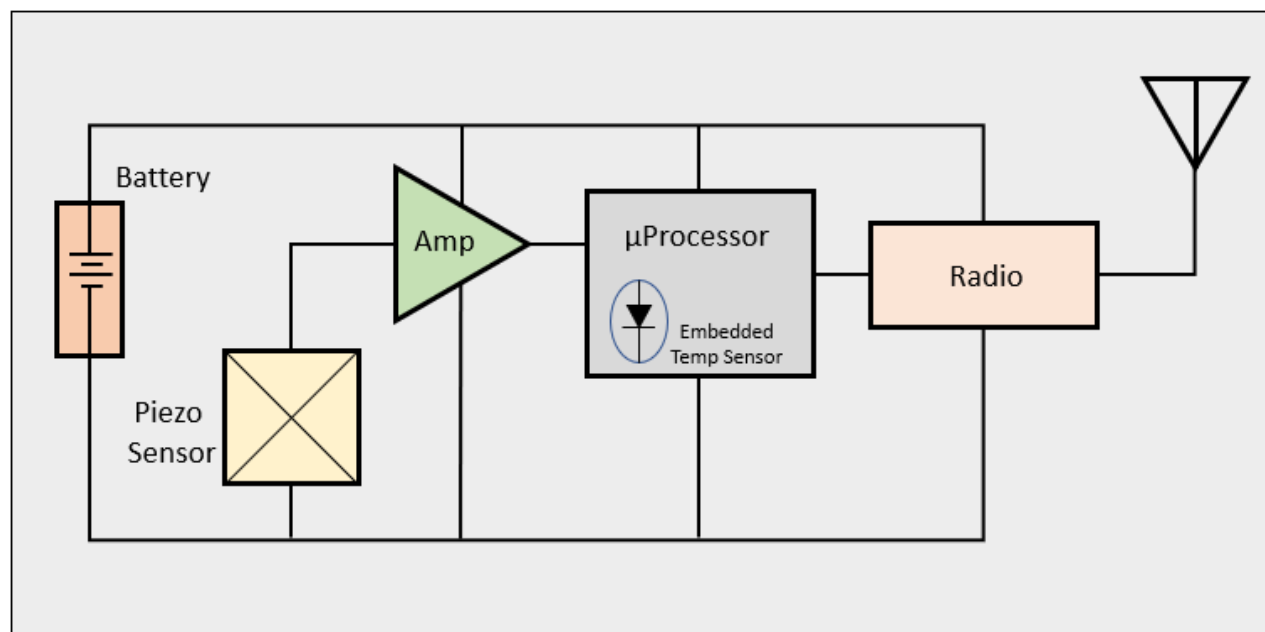 Battery
Amp
µProcessor
Embedded
Temp Sensor
Radio
Piezo
Sensor